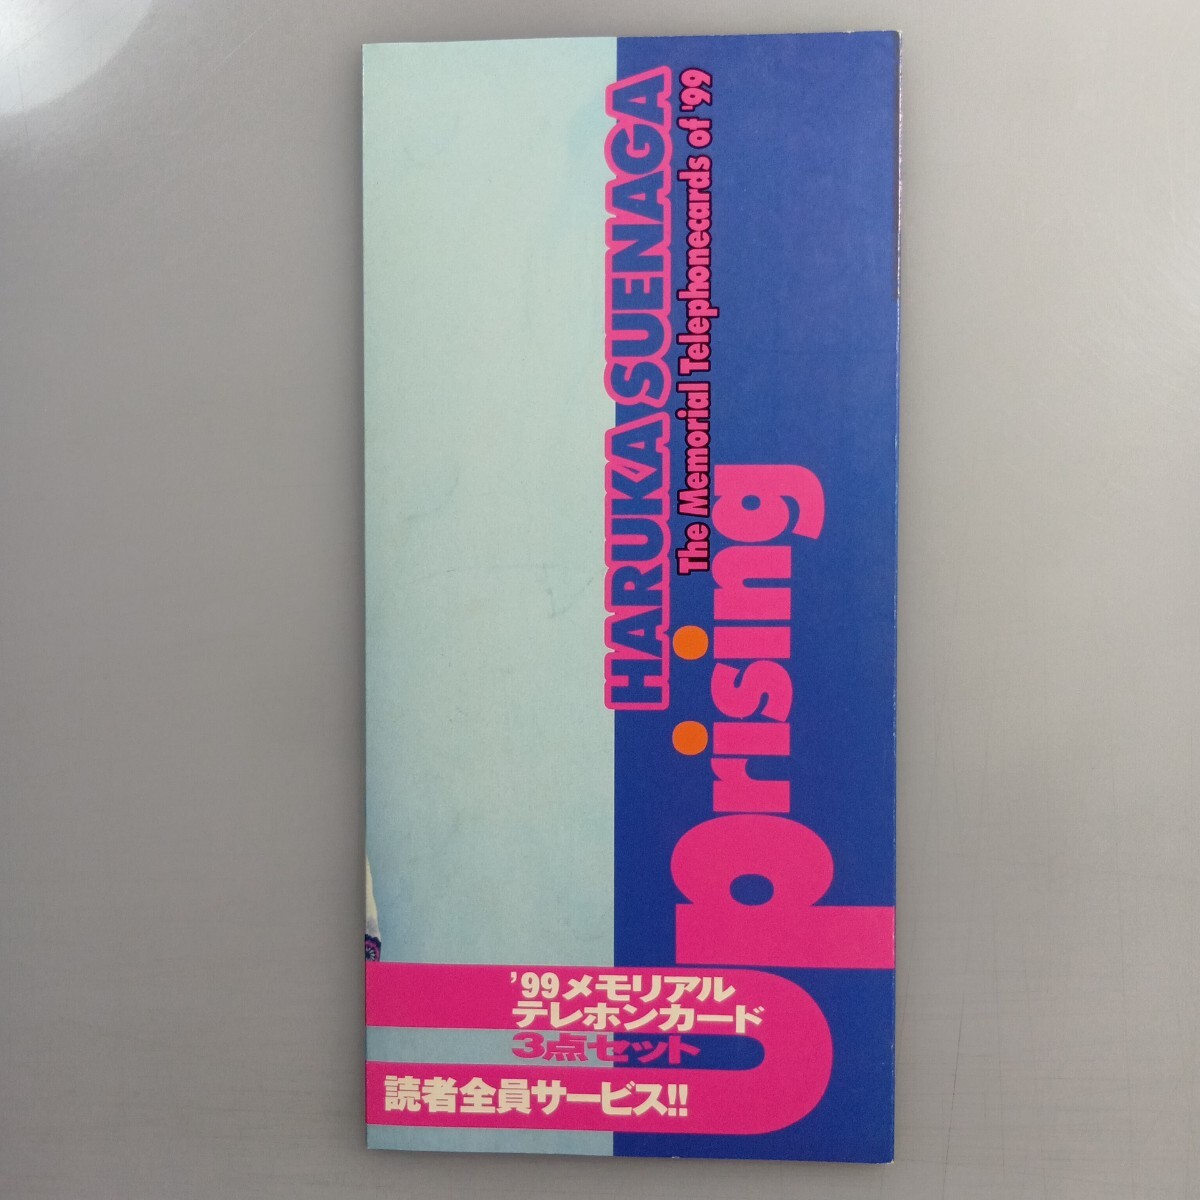 HARUKA SUENAGA
The Memorial Telephonecards of '99
Uprising
'99メモリアル
テレホンカード
3点セット
読者全員サービス!!